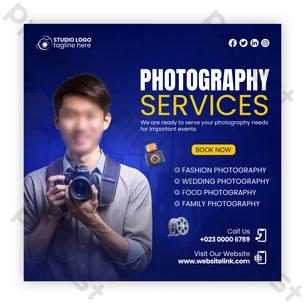 STUDIO LOGO
tagline here
PHOTOGRAPHY
SERVICES
We are ready to serve your photography needs
for important events.
BOOK NOW
FASHION PHOTOGRAPHY
WEDDING PHOTOGRAPHY
FOOD PHOTOGRAPHY
FAMILY PHOTOGRAPHY
Call Us
+023 0000 6789
Visit Our Website
www.websitelink.com